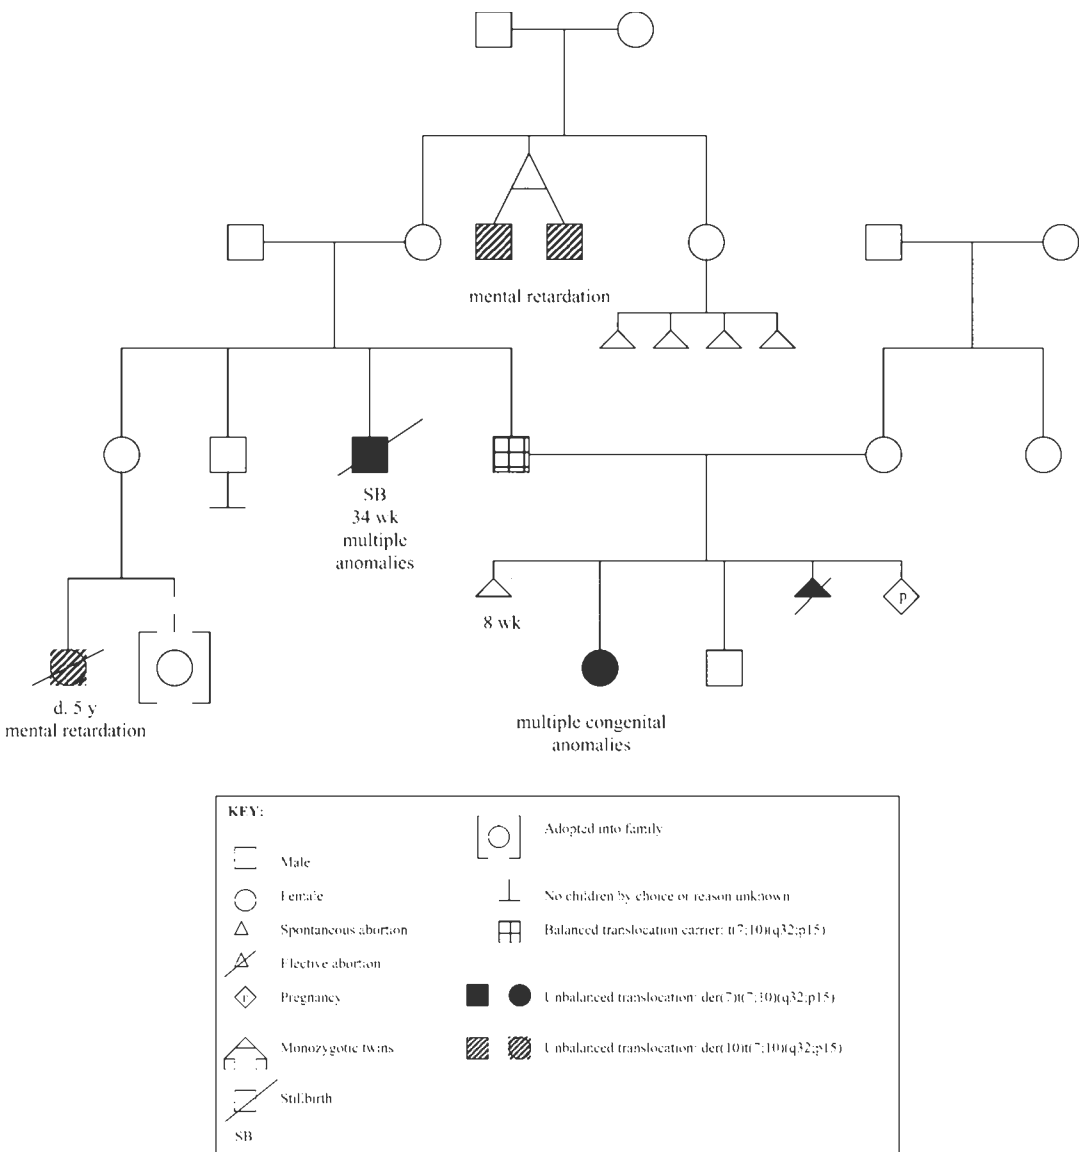 mental retardation
SB
34 wk
multiple
anomalies
8 wk
p
d. 5 y
mental retardation
multiple congenital
anomalies
KEY:
Male
Female
Spontaneous abortion
Elective abortion
P
Pregnancy
Monozygotic twins
Stillbirth
SB
Adopted into family
No children by choice or reason unknown
Balanced translocation carrier: t(7;10)(q32;p15)
Unbalanced translocation: der(7)t(7;10)(q32;p15)
Unbalanced translocation: der(10)t(7;10)(q32;p15)